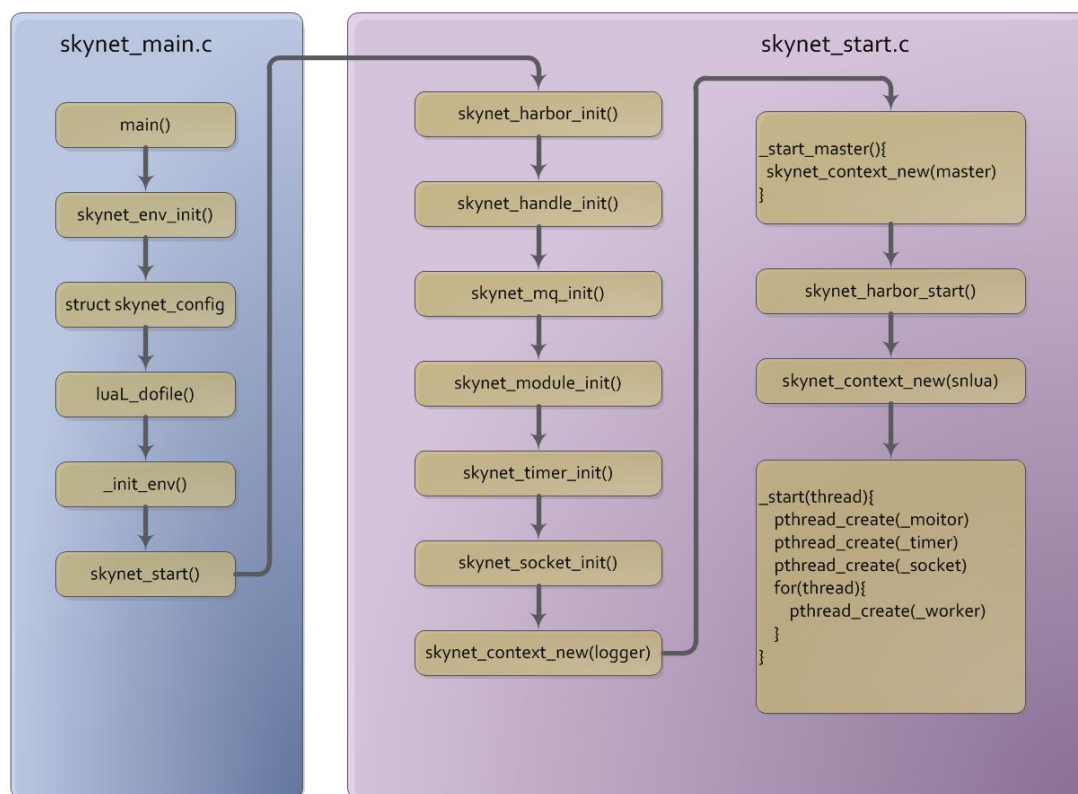 skynet_main.c
main()
skynet_env_init()
struct skynet_config
luaL_dofile()
_init_env()
skynet_start()
skynet_start.c
skynet_harbor_init()
skynet_handle_init()
skynet_mq_init()
skynet_module_init()
skynet_timer_init()
skynet_socket_init()
skynet_context_new(logger)
_start_master(){
skynet_context_new(master)
}
skynet_harbor_start()
skynet_context_new(snlua)
_start(thread){
pthread_create(_moitor)
pthread_create(_timer)
pthread_create(_socket)
for(thread){
pthread_create(_worker)
}
}